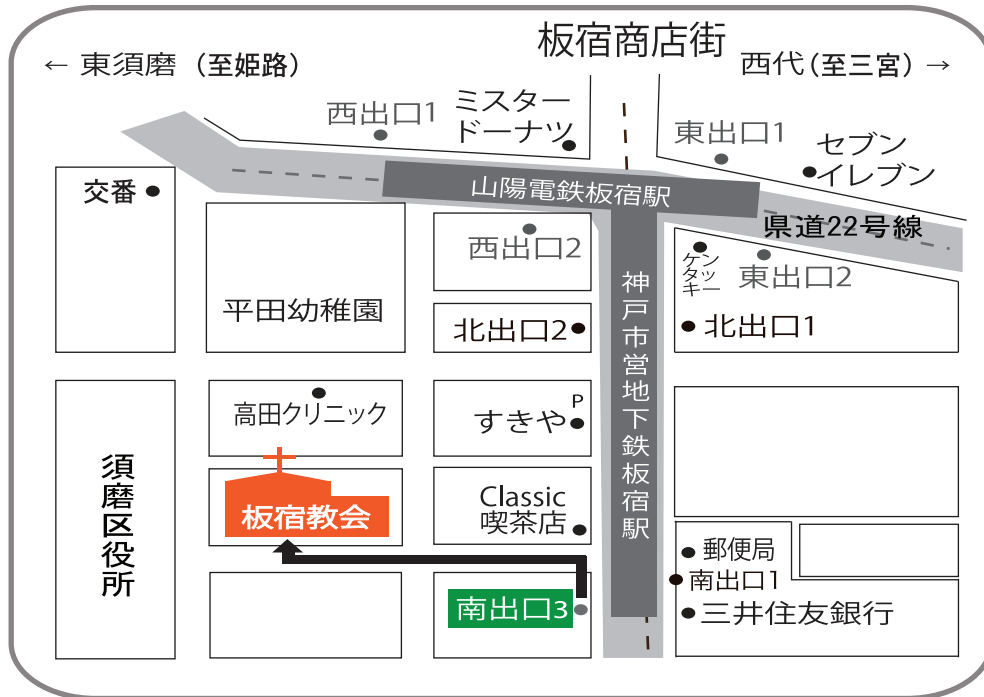 板宿商店街
← 東須磨 (至姫路)
西代(至三宮) →
ミスター
ドーナツ
西出口1
東出口1
セブン
イレブン
交番
山陽電鉄板宿駅
県道22号線
西出口2
ケン
タッ
キー
東出口2
平田幼稚園
神戸市営地下鉄板宿駅
北出口2
北出口1
高田クリニック
P
すきや
須磨区役所
板宿教会
Classic
喫茶店
郵便局
南出口1
南出口3
三井住友銀行